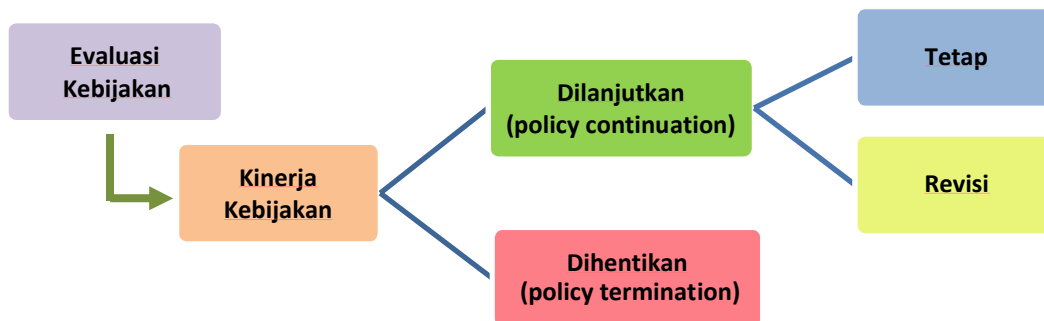 Evaluasi
Kebijakan
Kinerja
Kebijakan
Dilanjutkan
(policy continuation)
Dihentikan
(policy termination)
Tetap
Revisi